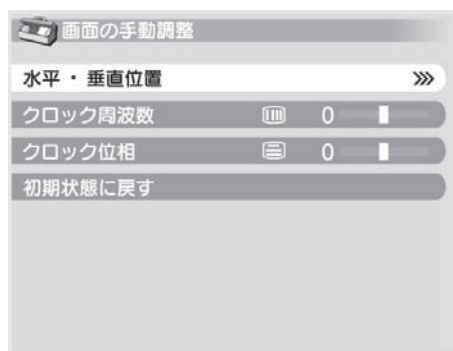 画面の手動調整
水平・垂直位置 >>>
クロック周波数 0
クロック位相 0
初期状態に戻す